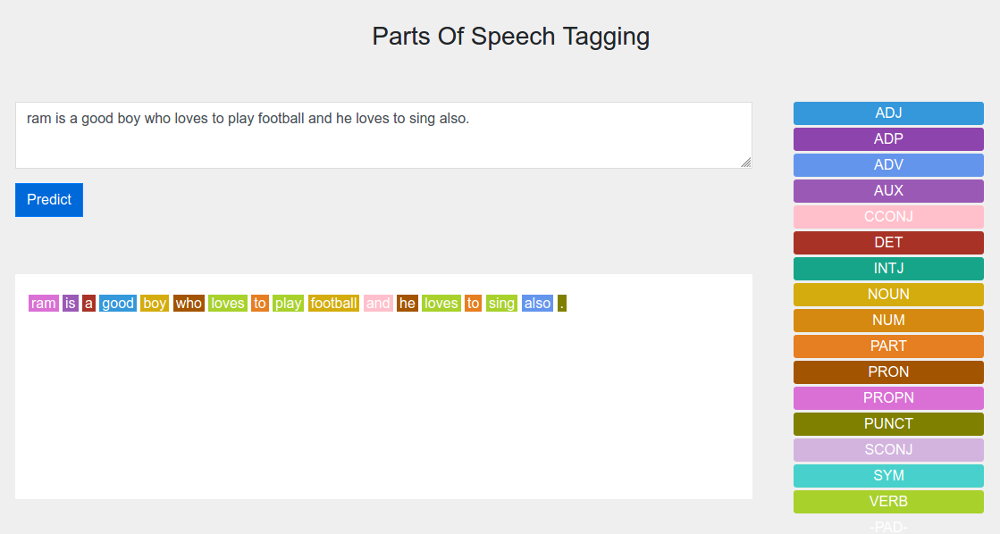 Parts Of Speech Tagging
ram is a good boy who loves to play football and he loves to sing also.
Predict
ram is a good boy who loves to play football and he loves to sing also .
ADJ
ADP
ADV
AUX
CCONJ
DET
INTJ
NOUN
NUM
PART
PRON
PROPN
PUNCT
SCONJ
SYM
VERB
-PAD-